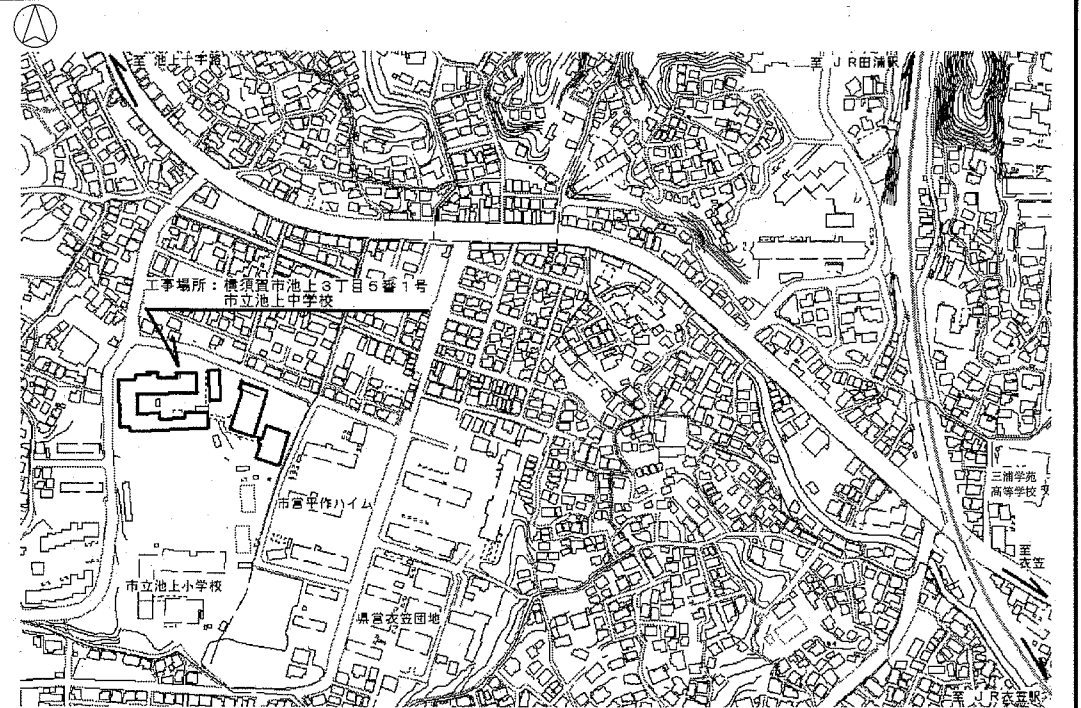 至 池上十字路
至 JR田浦駅
工事場所：横須賀市池上3丁目5番1号
市立池上中学校
三浦学苑
高等学校
市営平作ハイム
至
衣笠
市立池上小学校
県営衣笠団地
至 JR衣笠駅